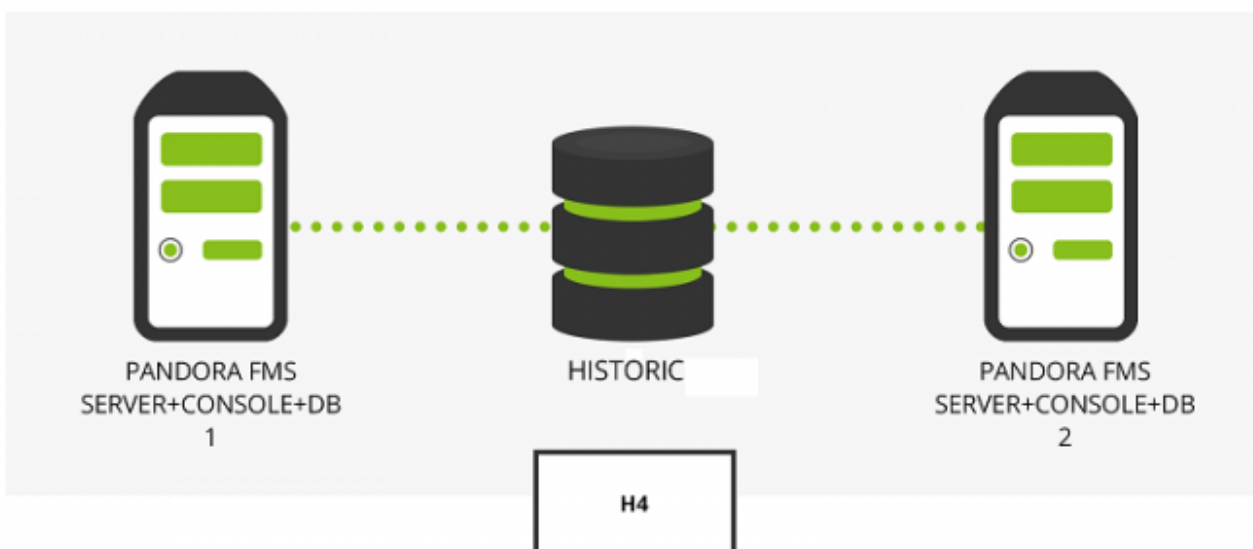 PANDORA FMS
SERVER+CONSOLE+DB
1
HISTORIC
PANDORA FMS
SERVER+CONSOLE+DB
2
H4